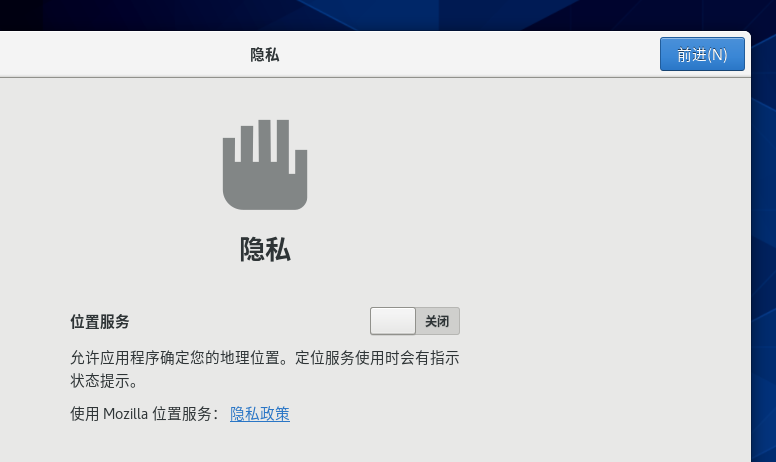 隐私
前进(N)
隐私
位置服务
关闭
允许应用程序确定您的地理位置。定位服务使用时会有指示
状态提示。
使用 Mozilla 位置服务： 隐私政策